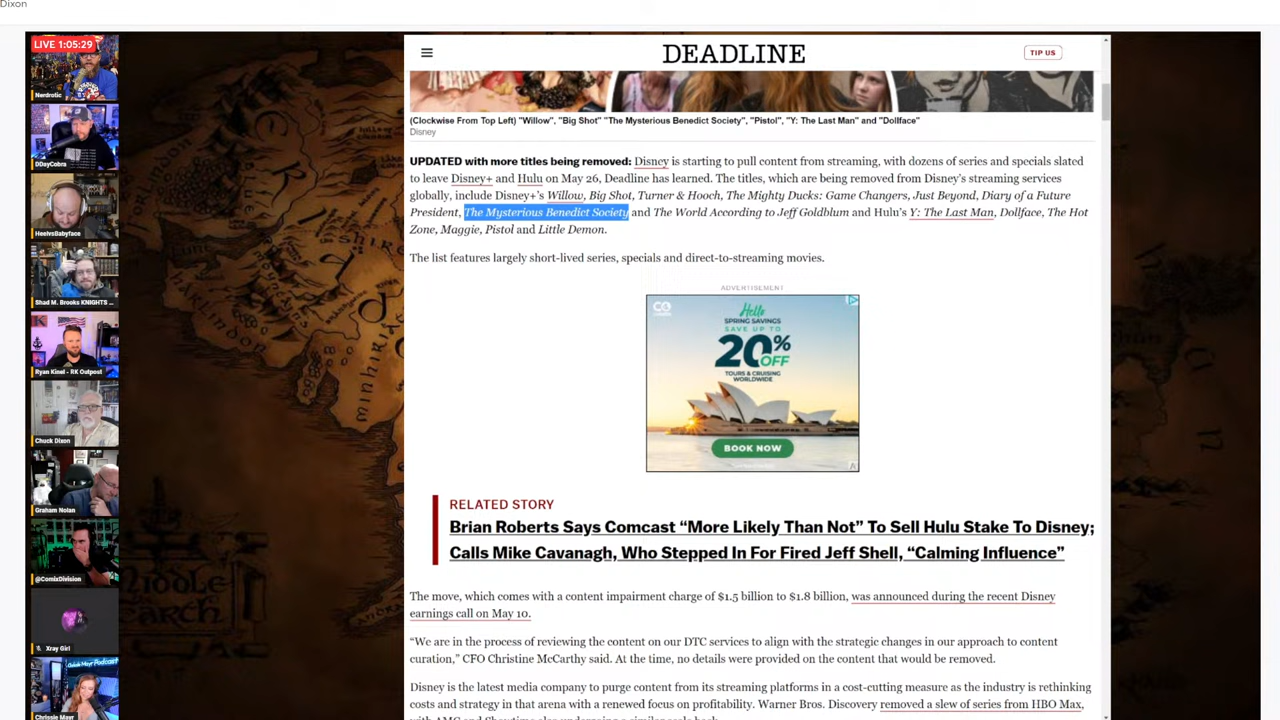 Dixon
LIVE 1:05:29
Nerdrotic
DDayCobra
HeelvsBabyface
Shad M. Brooks KNIGHTS ...
Ryan Kinel - RK Outpost
Chuck Dixon
Graham Nolan
@ComixDivision
Xray Girl
Chrissie Mayr
DEADLINE
TIP US
(Clockwise From Top Left) "Willow", "Big Shot" "The Mysterious Benedict Society", "Pistol", "Y: The Last Man" and "Dollface"
Disney
UPDATED with more titles being removed: Disney is starting to pull content from streaming, with dozens of series and specials slated
to leave Disney+ and Hulu on May 26, Deadline has learned. The titles, which are being removed from Disney's streaming services
globally, include Disney+'s Willow, Big Shot, Turner & Hooch, The Mighty Ducks: Game Changers, Just Beyond, Diary of a Future
President, The Mysterious Benedict Society and The World According to Jeff Goldblum and Hulu's Y: The Last Man, Dollface, The Hot
Zone, Maggie, Pistol and Little Demon.
The list features largely short-lived series, specials and direct-to-streaming movies.
ADVERTISEMENT
Hello
SPRING SAVINGS
SAVE UP TO
20% OFF
TOURS & CRUISING
WORLDWIDE
BOOK NOW
RELATED STORY
Brian Roberts Says Comcast “More Likely Than Not” To Sell Hulu Stake To Disney;
Calls Mike Cavanagh, Who Stepped In For Fired Jeff Shell, “Calming Influence”
The move, which comes with a content impairment charge of $1.5 billion to $1.8 billion, was announced during the recent Disney
earnings call on May 10.
“We are in the process of reviewing the content on our DTC services to align with the strategic changes in our approach to content
curation,” CFO Christine McCarthy said. At the time, no details were provided on the content that would be removed.
Disney is the latest media company to purge content from its streaming platforms in a cost-cutting measure as the industry is rethinking
costs and strategy in that arena with a renewed focus on profitability. Warner Bros. Discovery removed a slew of series from HBO Max,